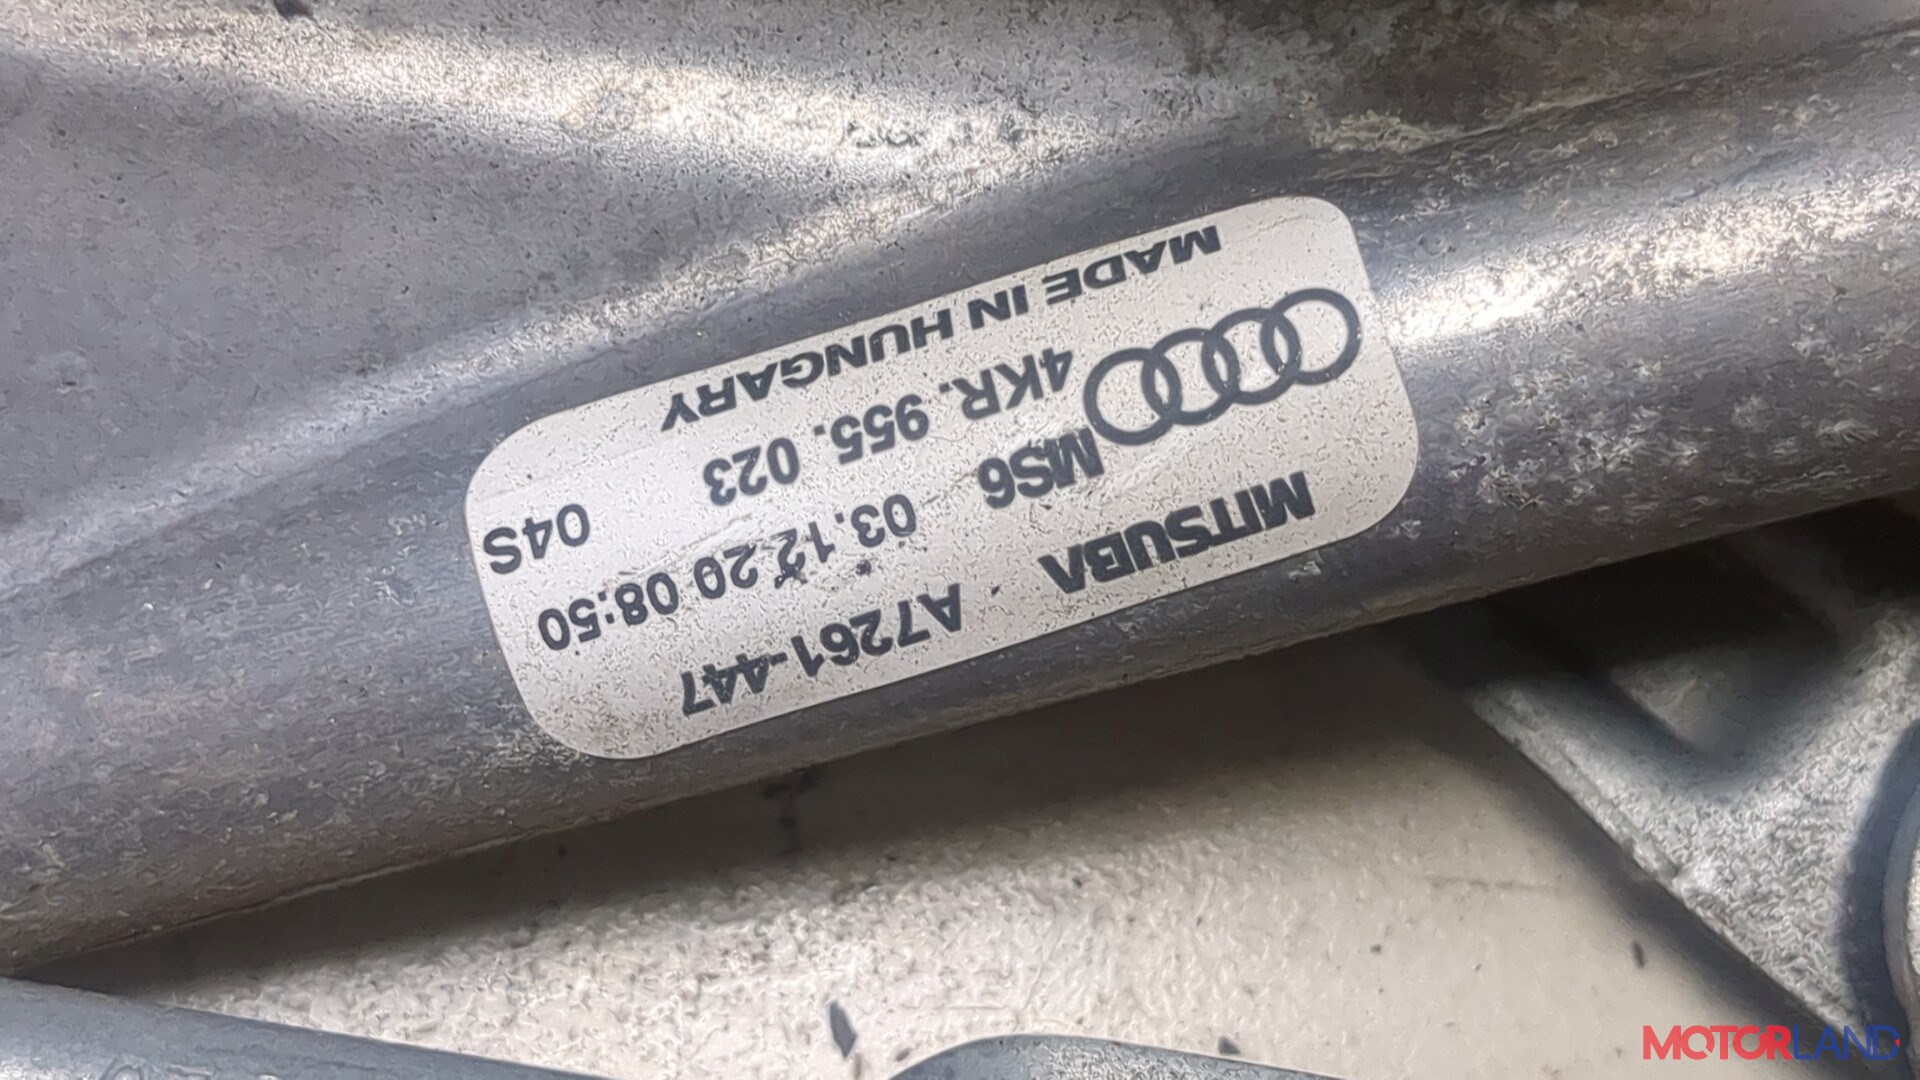 MITSUBA A7261-447
MS6 03.12.20 08:50
4KR. 955. 023 04S
MADE IN HUNGARY
MOTORLAND